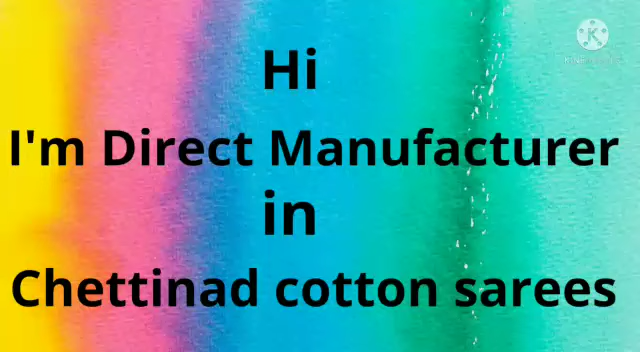 Hi
I'm Direct Manufacturer
in
Chettinad cotton sarees
K